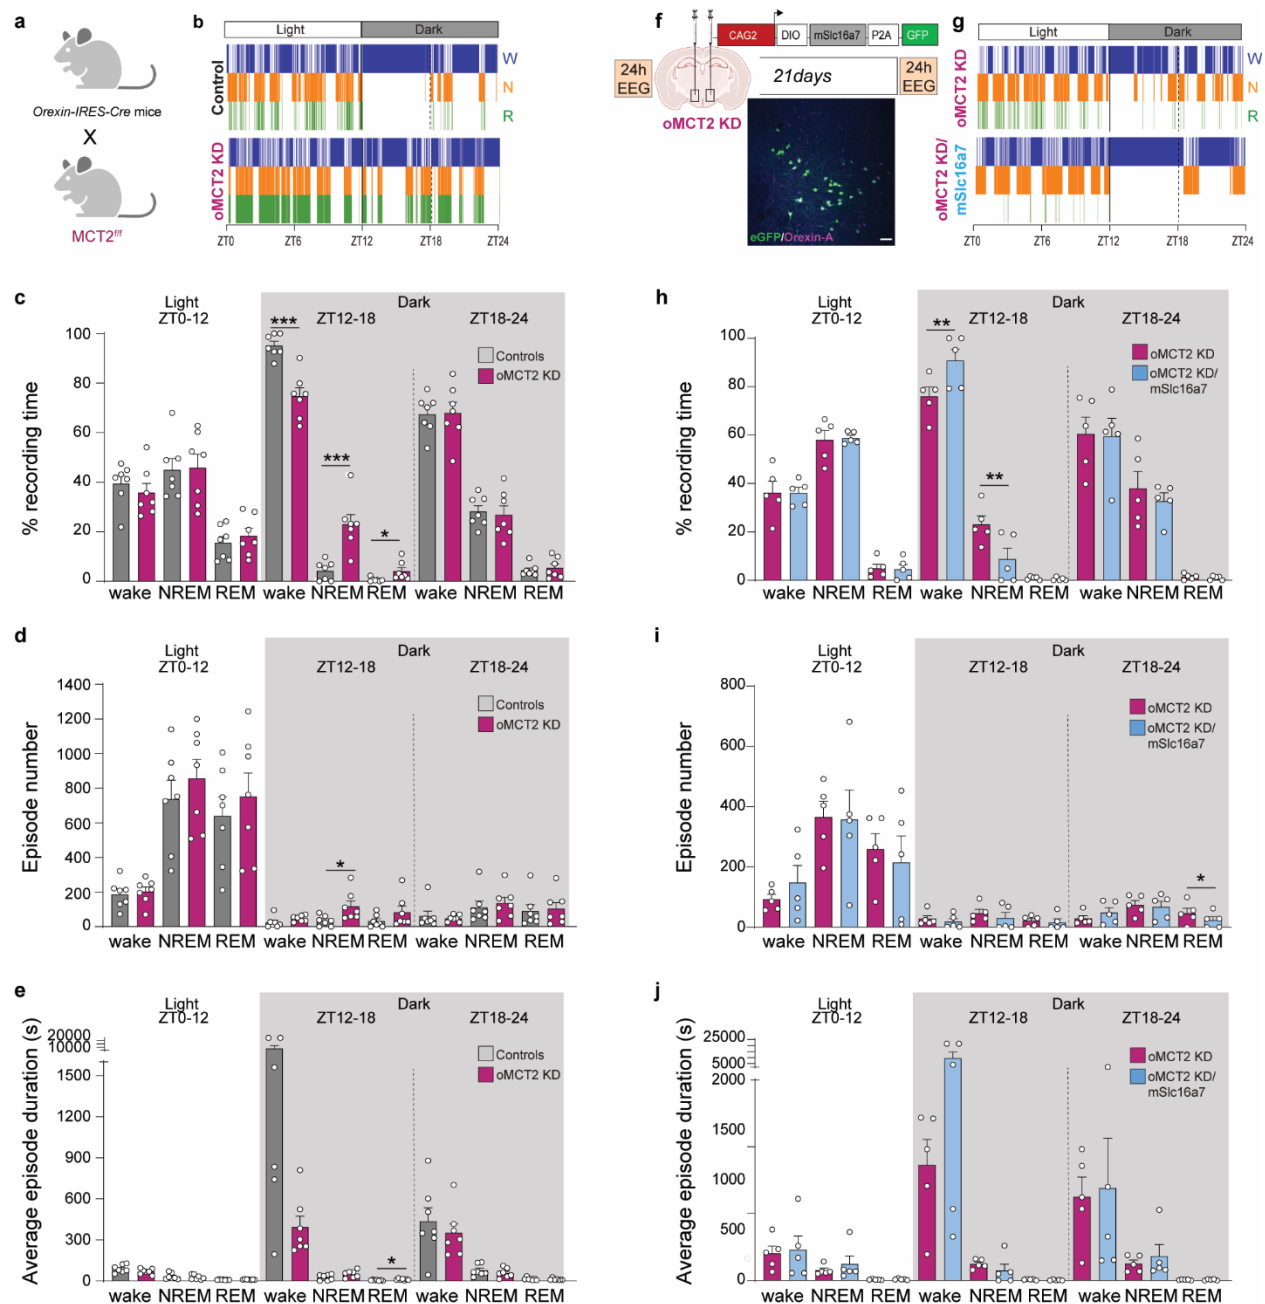 a
Orexin-IRES-Cre mice
X
MCT2f/f
b
Light
Dark
Control
W
N
R
oMCT2 KD
ZT0
ZT6
ZT12
ZT18
ZT24
f
CAG2
DIO
mSlc16a7
P2A
GFP
24h
EEG
21days
24h
EEG
oMCT2 KD
eGFP/Orexin-A
g
Light
Dark
oMCT2 KD
W
N
R
oMCT2 KD/
mSlc16a7
ZT0
ZT6
ZT12
ZT18
ZT24
c
Light
ZT0-12
Dark
ZT12-18
ZT18-24
% recording time
100
80
60
40
20
0
***
***
*
Controls
oMCT2 KD
wake NREM REM wake NREM REM wake NREM REM
h
Light
ZT0-12
Dark
ZT12-18
ZT18-24
% recording time
100
80
60
40
20
0
**
**
oMCT2 KD
oMCT2 KD/
mSlc16a7
wake NREM REM wake NREM REM wake NREM REM
d
Light
ZT0-12
Dark
ZT12-18
ZT18-24
Episode number
1400
1200
1000
800
600
400
200
0
*
Controls
oMCT2 KD
wake NREM REM wake NREM REM wake NREM REM
i
Light
ZT0-12
Dark
ZT12-18
ZT18-24
Episode number
800
600
400
200
0
*
oMCT2 KD
oMCT2 KD/
mSlc16a7
wake NREM REM wake NREM REM wake NREM REM
e
Light
ZT0-12
Dark
ZT12-18
ZT18-24
Average episode duration (s)
20000
10000
1500
1200
900
600
300
0
*
Controls
oMCT2 KD
wake NREM REM wake NREM REM wake NREM REM
j
Light
ZT0-12
Dark
ZT12-18
ZT18-24
Average episode duration (s)
25000
5000
2000
1500
1000
500
0
oMCT2 KD
oMCT2 KD/
mSlc16a7
wake NREM REM wake NREM REM wake NREM REM